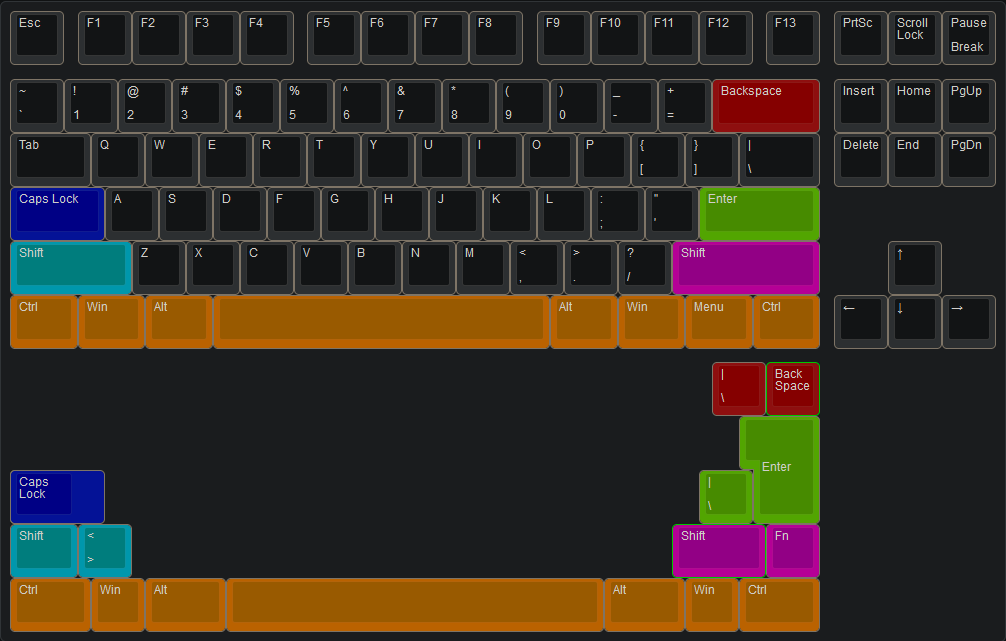 Esc F1 F2 F3 F4 F5 F6 F7 F8 F9 F10 F11 F12 F13 PrtSc Scroll Pause
Lock Break
~ ! @ # $ % ^ & * ( ) _ + Backspace Insert Home PgUp
` 1 2 3 4 5 6 7 8 9 0 - =
Tab Q W E R T Y U I O P { } | Delete End PgDn
[ ] \
Caps Lock A S D F G H J K L : " Enter
; '
Shift Z X C V B N M < > ? Shift ↑
, . /
Ctrl Win Alt Alt Win Menu Ctrl ← ↓ →
| Back
\ Space
Enter
Caps |
Lock \
Shift < Shift Fn
>
Ctrl Win Alt Alt Win Ctrl